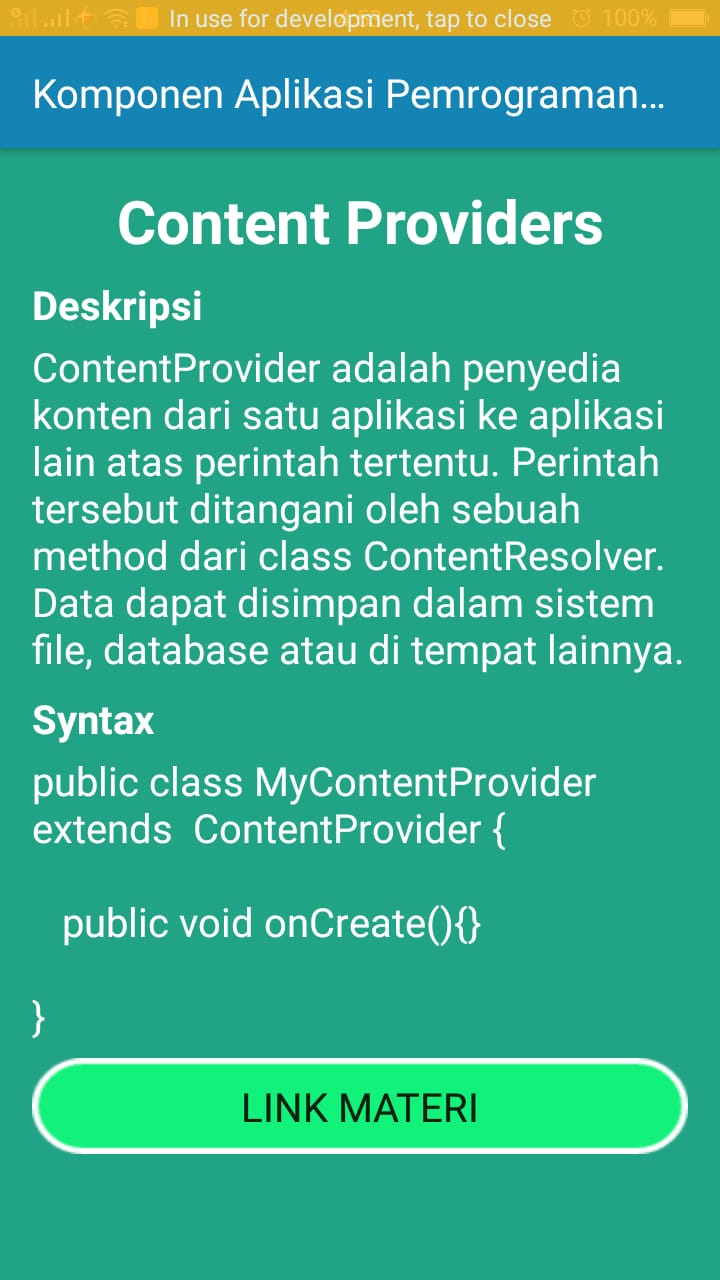 In use for development, tap to close
100%
Komponen Aplikasi Pemrograman...
Content Providers
Deskripsi
ContentProvider adalah penyedia
konten dari satu aplikasi ke aplikasi
lain atas perintah tertentu. Perintah
tersebut ditangani oleh sebuah
method dari class ContentResolver.
Data dapat disimpan dalam sistem
file, database atau di tempat lainnya.
Syntax
public class MyContentProvider
extends  ContentProvider {
public void onCreate(){}
}
LINK MATERI